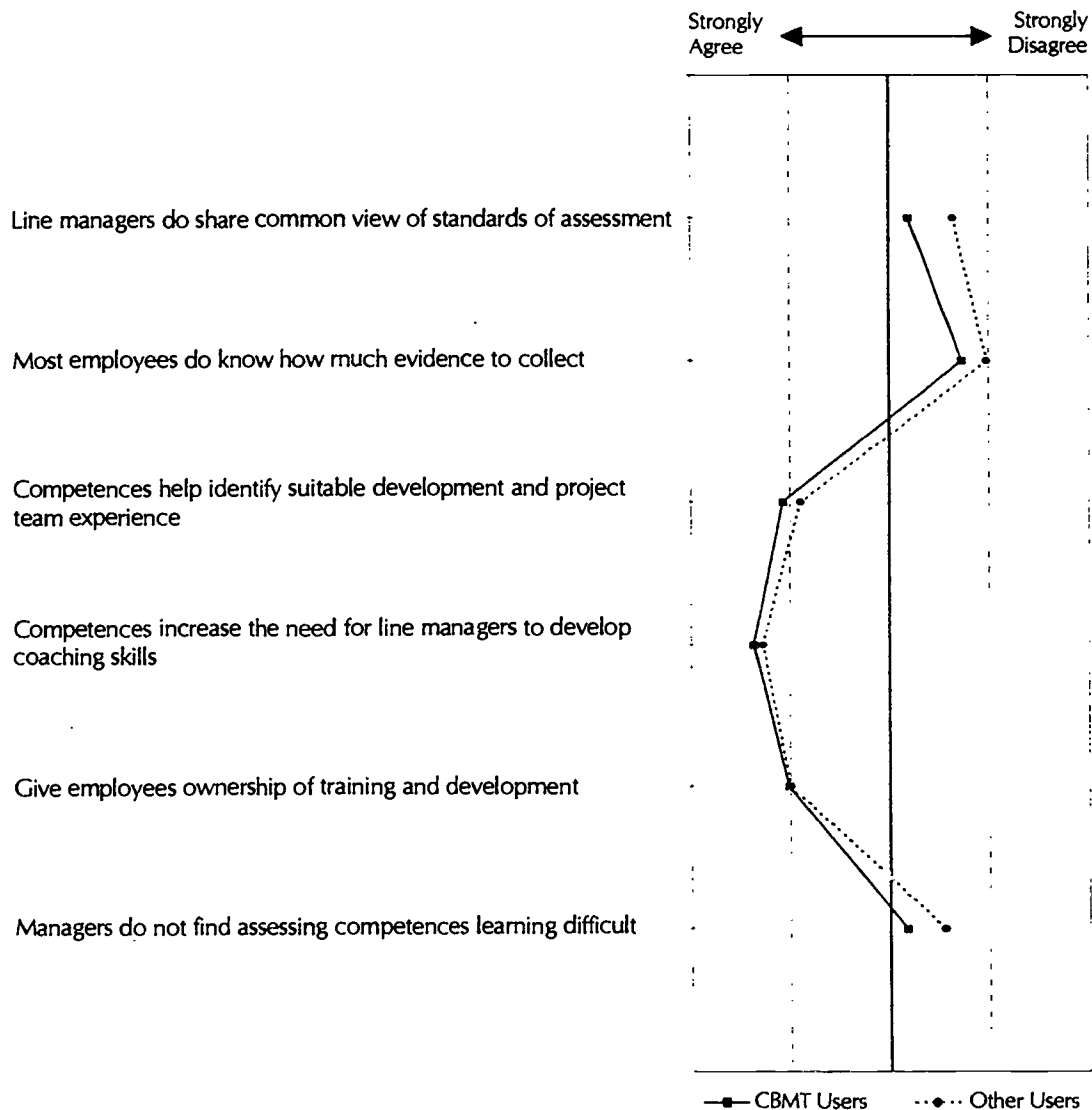 Strongly Agree
Strongly Disagree
Line managers do share common view of standards of assessment
Most employees do know how much evidence to collect
Competences help identify suitable development and project
team experience
Competences increase the need for line managers to develop
coaching skills
Give employees ownership of training and development
Managers do not find assessing competences learning difficult
CBMT Users
Other Users